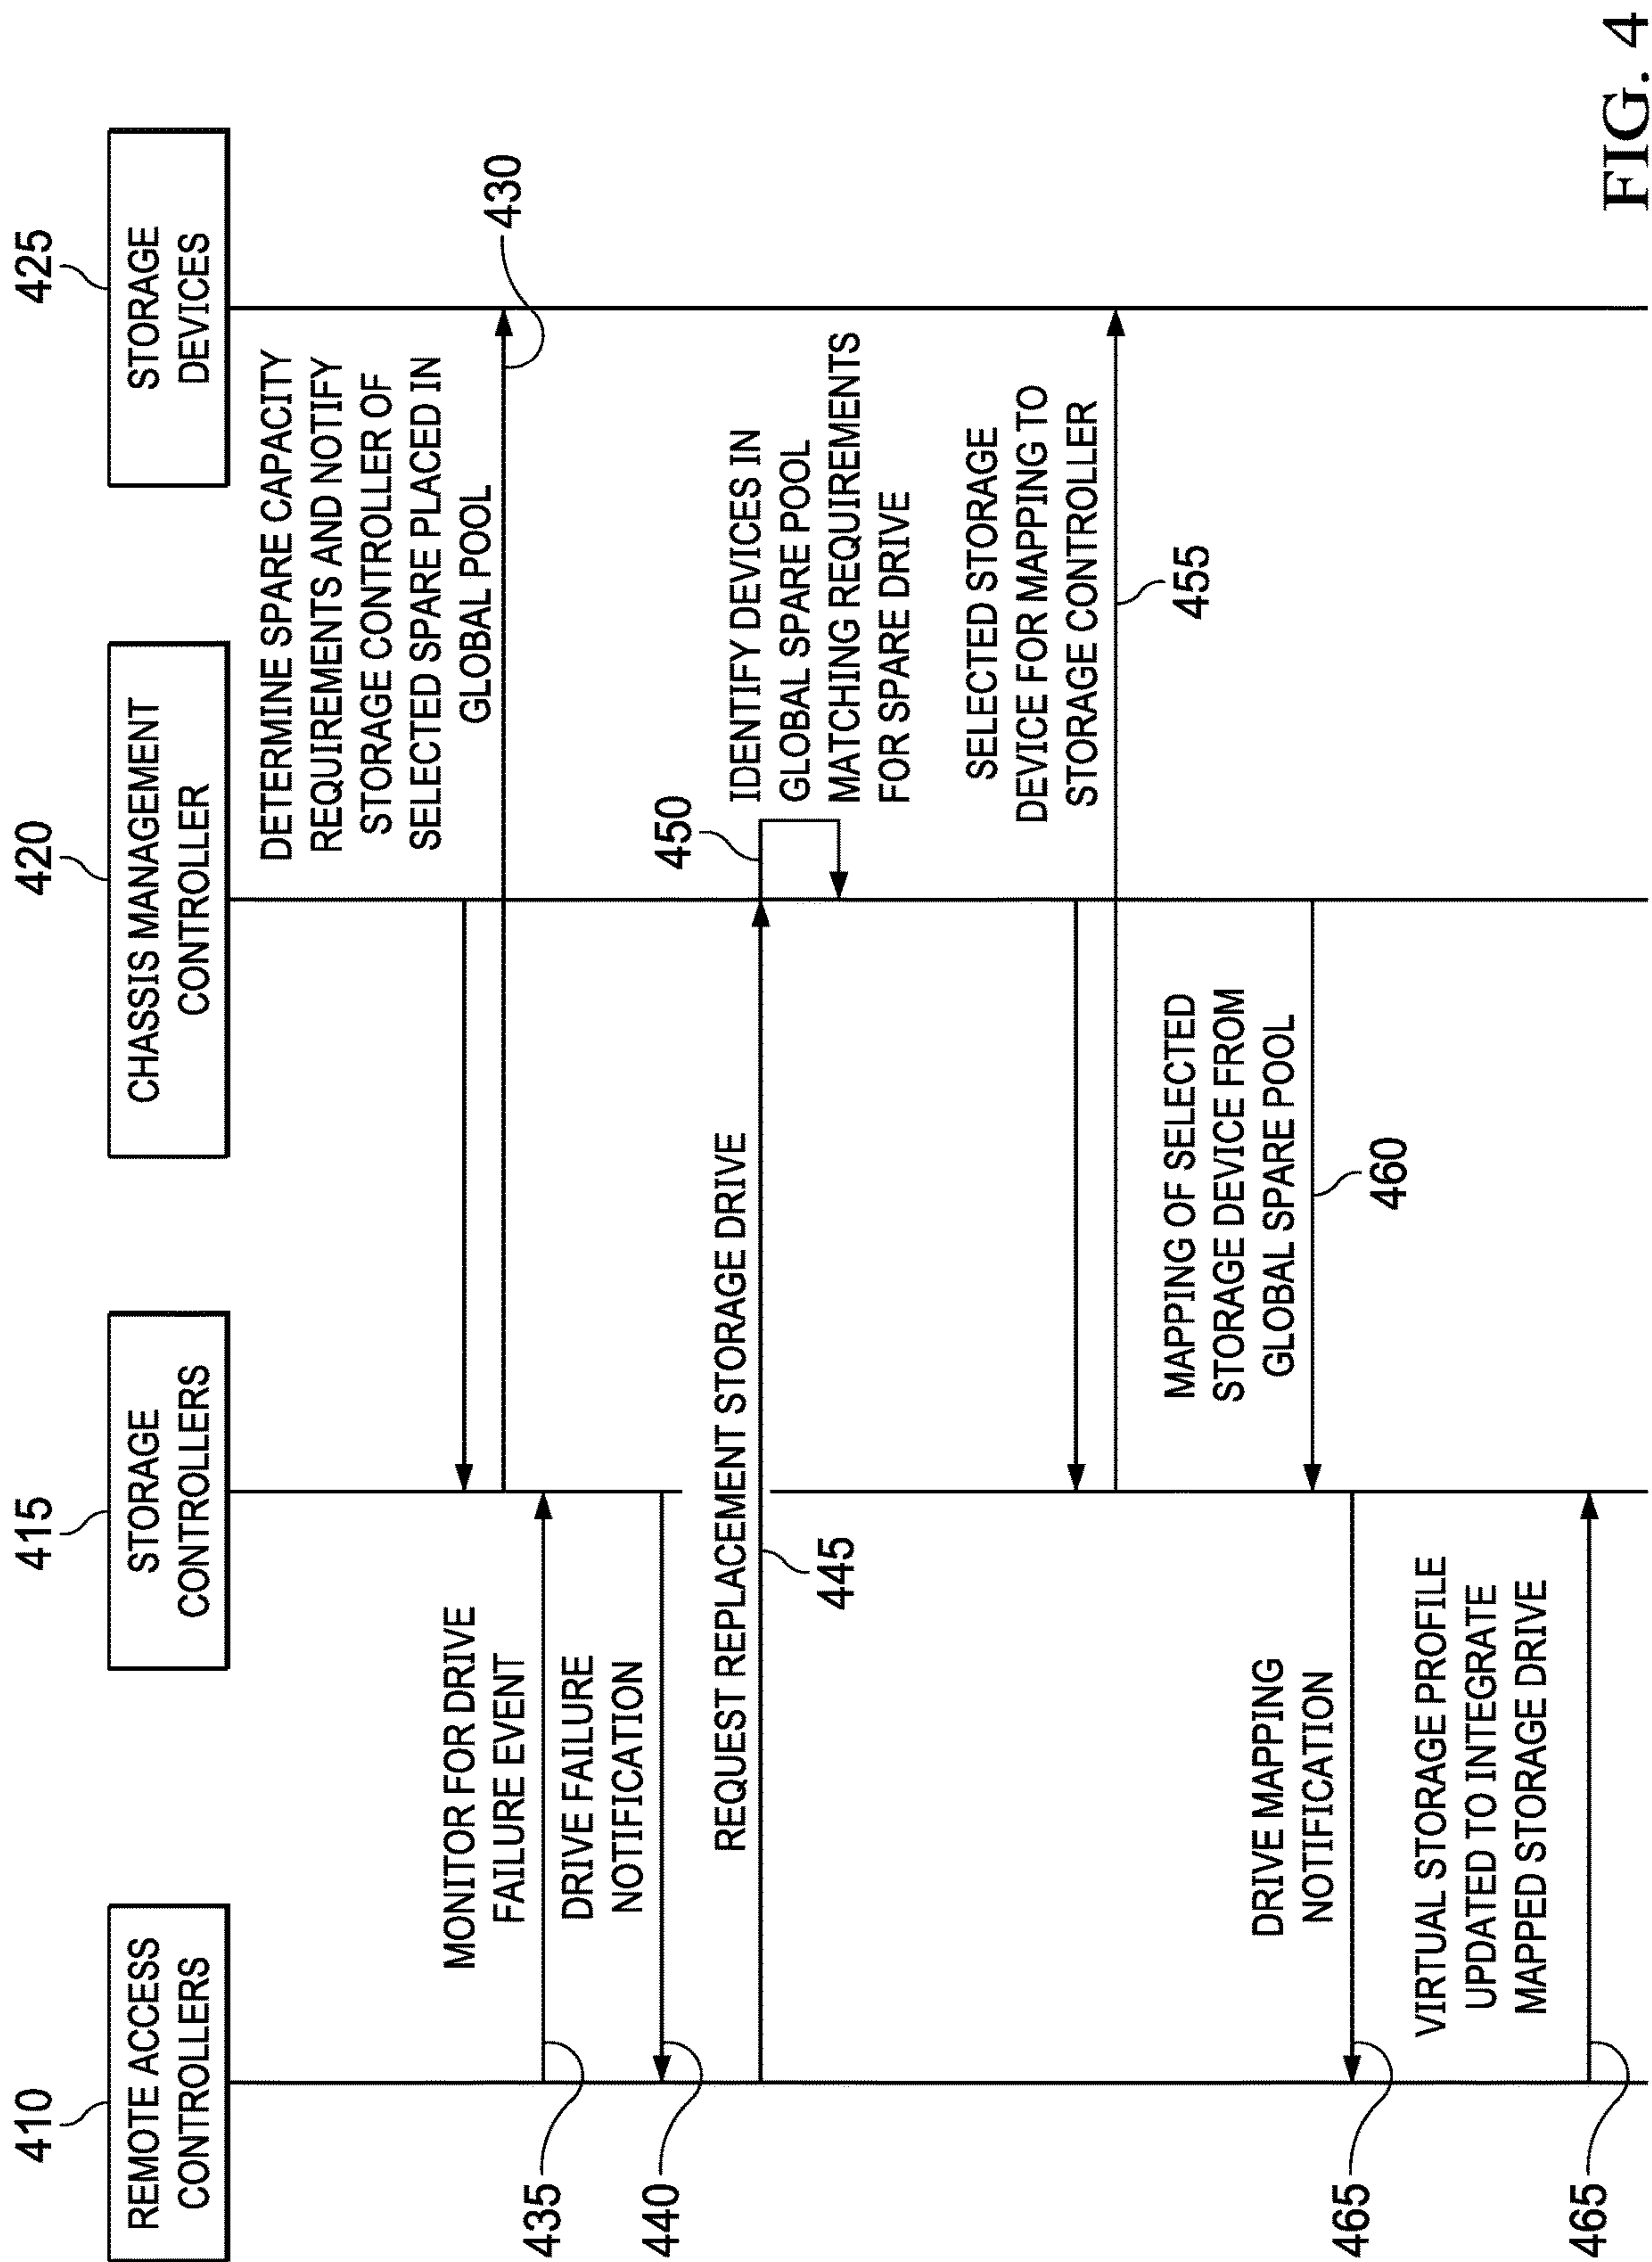 410
415
420
425
REMOTE ACCESS
CONTROLLERS
STORAGE
CONTROLLERS
CHASSIS MANAGEMENT
CONTROLLER
STORAGE
DEVICES
DETERMINE SPARE CAPACITY
REQUIREMENTS AND NOTIFY
STORAGE CONTROLLER OF
SELECTED SPARE PLACED IN
GLOBAL POOL
430
MONITOR FOR DRIVE
FAILURE EVENT
435
DRIVE FAILURE
NOTIFICATION
440
REQUEST REPLACEMENT STORAGE DRIVE
445
450
IDENTIFY DEVICES IN
GLOBAL SPARE POOL
MATCHING REQUIREMENTS
FOR SPARE DRIVE
SELECTED STORAGE
DEVICE FOR MAPPING TO
STORAGE CONTROLLER
455
MAPPING OF SELECTED
STORAGE DEVICE FROM
GLOBAL SPARE POOL
460
DRIVE MAPPING
NOTIFICATION
465
VIRTUAL STORAGE PROFILE
UPDATED TO INTEGRATE
MAPPED STORAGE DRIVE
465
FIG. 4